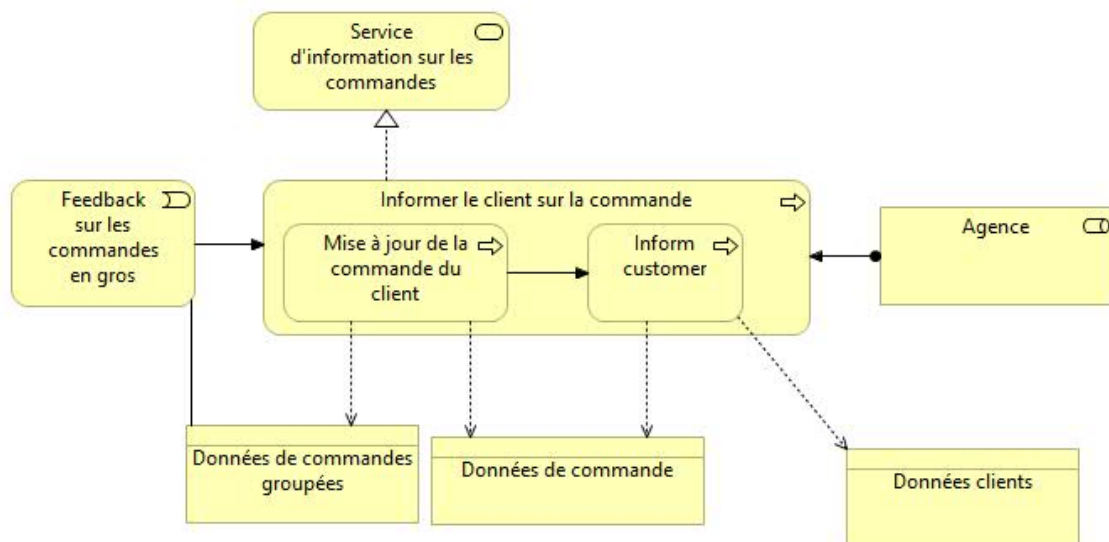 Service
d'information sur les
commandes
Feedback
sur les
commandes
en gros
Informer le client sur la commande
Mise à jour de la
commande du
client
Inform
customer
Agence
Données de commandes
groupées
Données de commande
Données clients